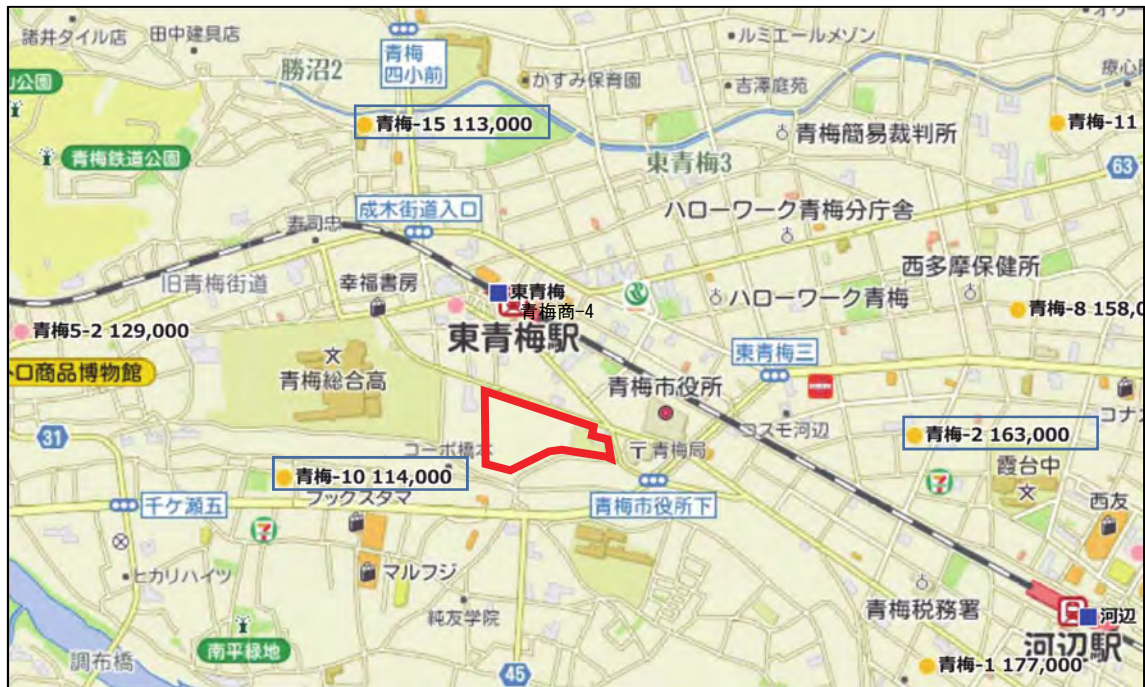 諸井タイル店
田中建具店
青梅
四小前
ルミエールメゾン
勝沼2
かすみ保育園
吉澤庭苑
療心
山公園
青梅-15 113,000
青梅簡易裁判所
青梅-11
青梅鉄道公園
東青梅3
63
成木街道入口
ハローワーク青梅分庁舎
寿司忠
西多摩保健所
旧青梅街道
幸福書房
東青梅
青梅商-4
ハローワーク青梅
青梅-8 158,0
青梅5-2 129,000
東青梅駅
東青梅三
ト口商品博物館
青梅総合高
青梅市役所
コナ
31
コーポ橋本
〒青梅局
コスモ河辺
青梅-2 163,000
青梅-10 114,000
霞台中
千ケ瀬五
ブックスタマ
青梅市役所下
7
西友
7
ヒカリハイツ
マルフジ
純友学院
青梅税務署
河辺
南平緑地
調布橋
45
河辺駅
青梅-1 177,000